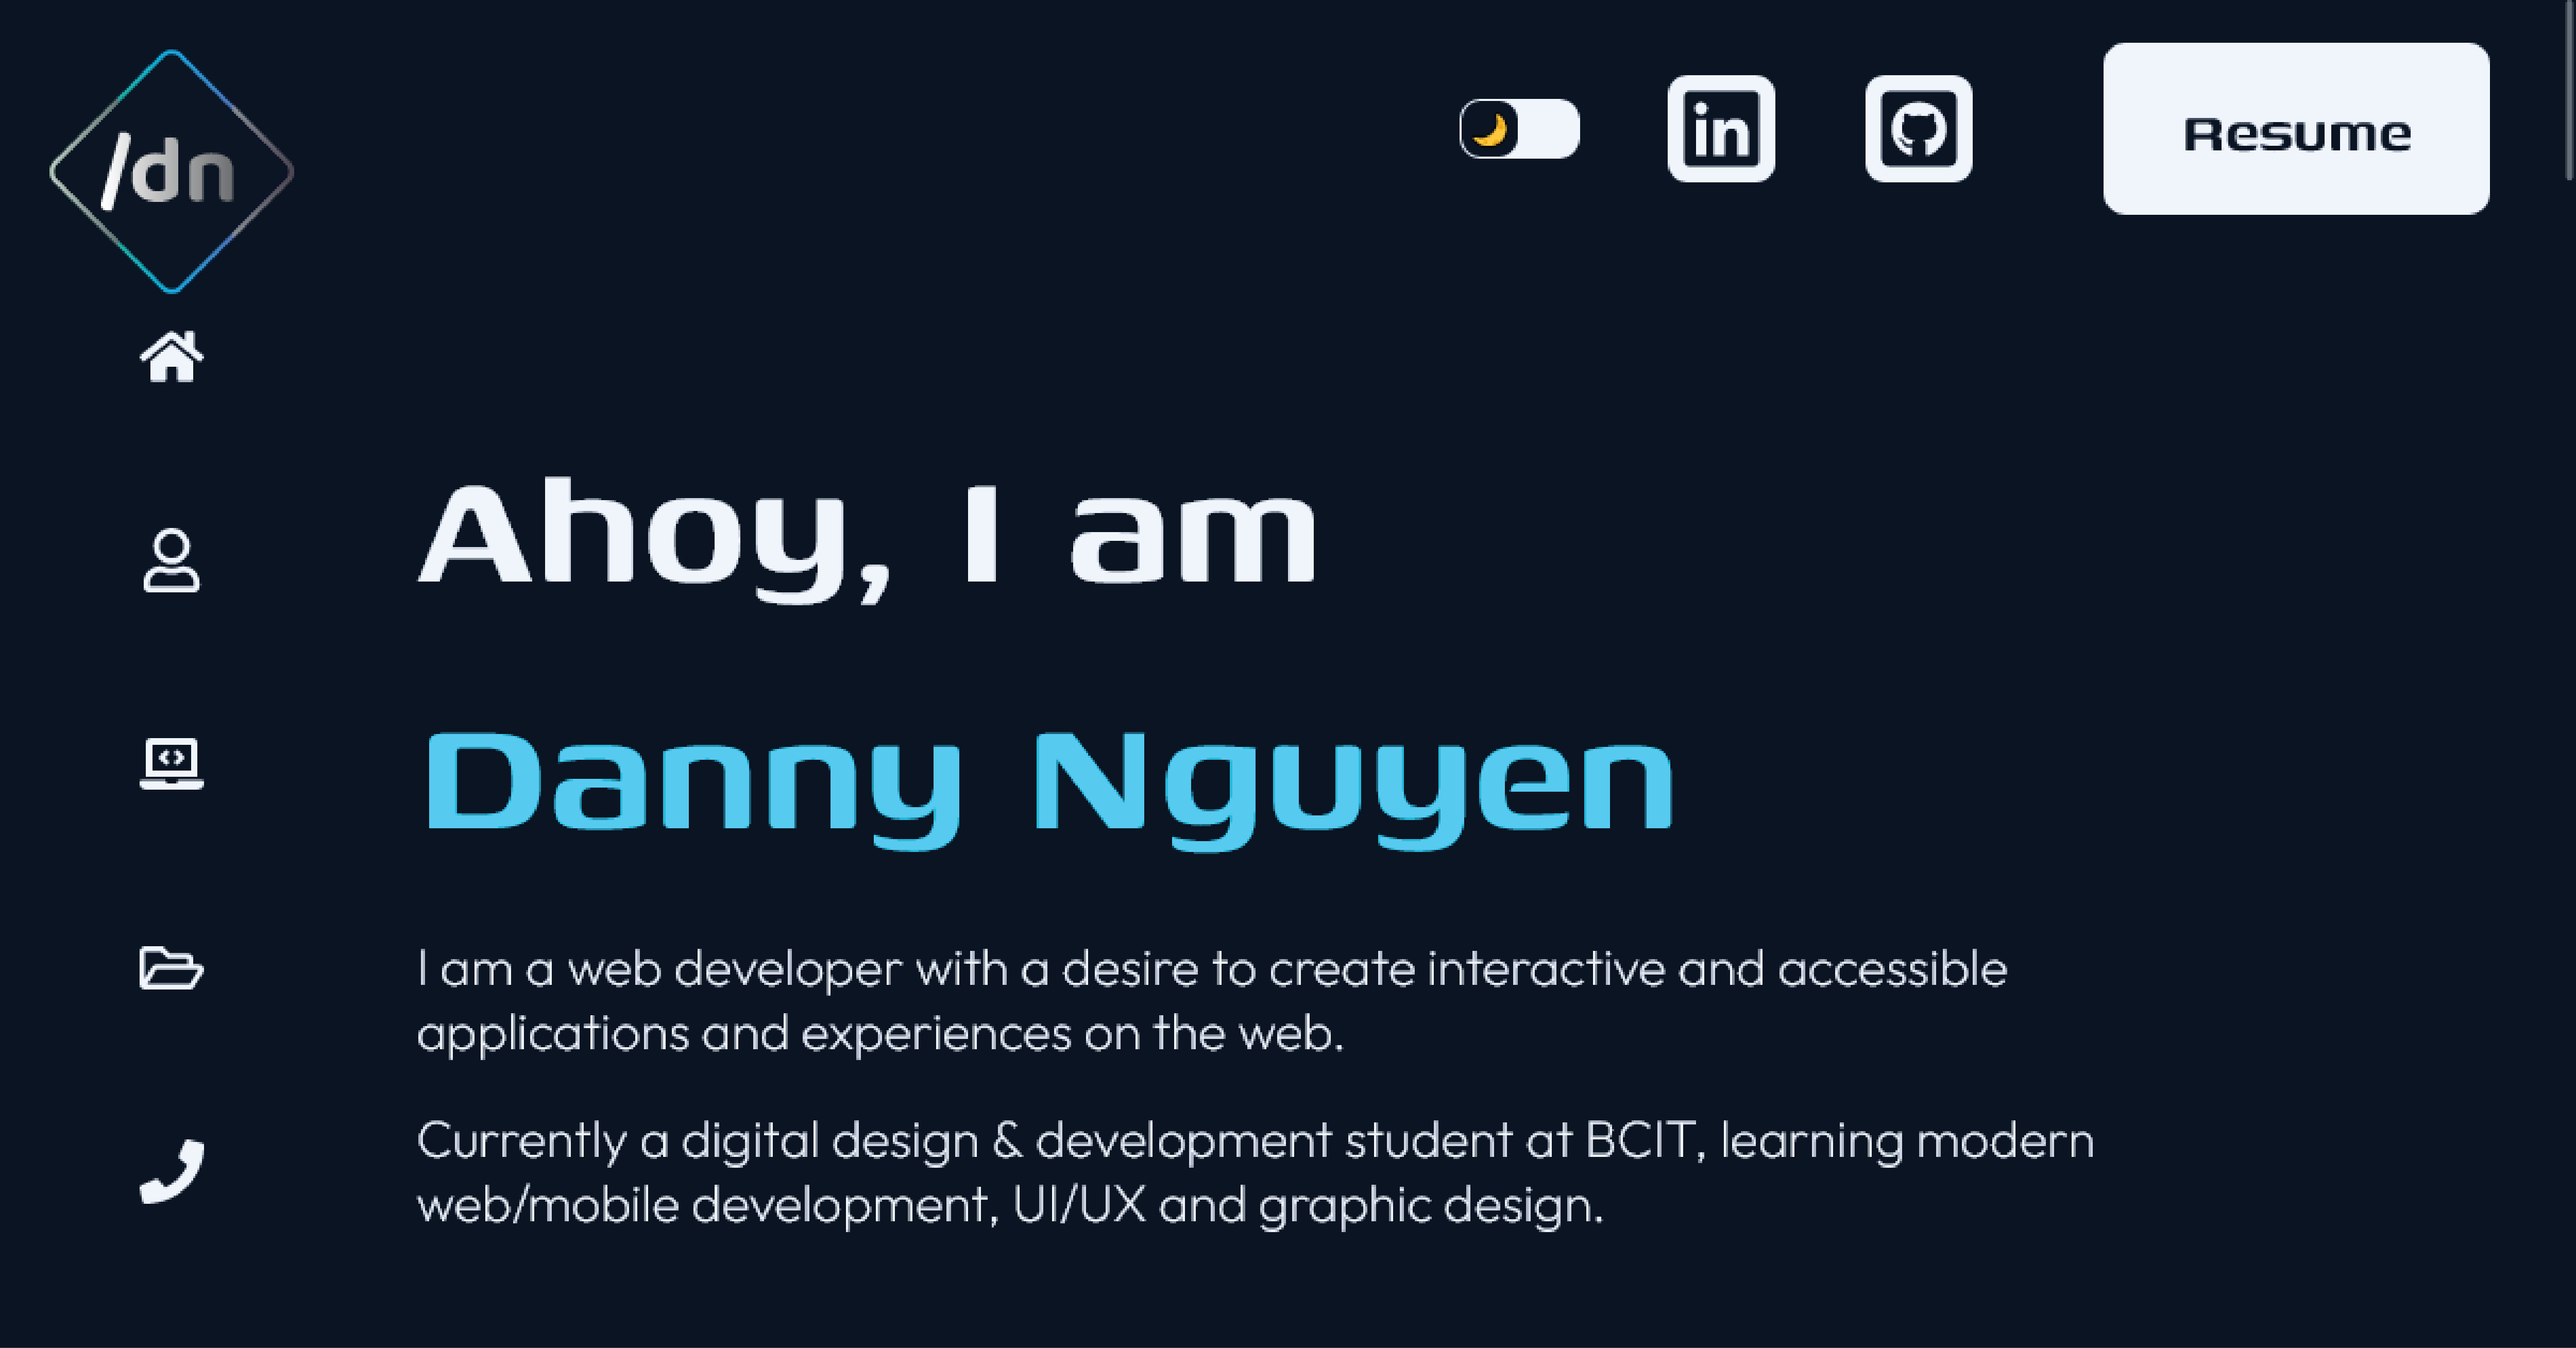 /dn
in
Resume
Ahoy, I am
Danny Nguyen
I am a web developer with a desire to create interactive and accessible
applications and experiences on the web.
Currently a digital design & development student at BCIT, learning modern
web/mobile development, UI/UX and graphic design.